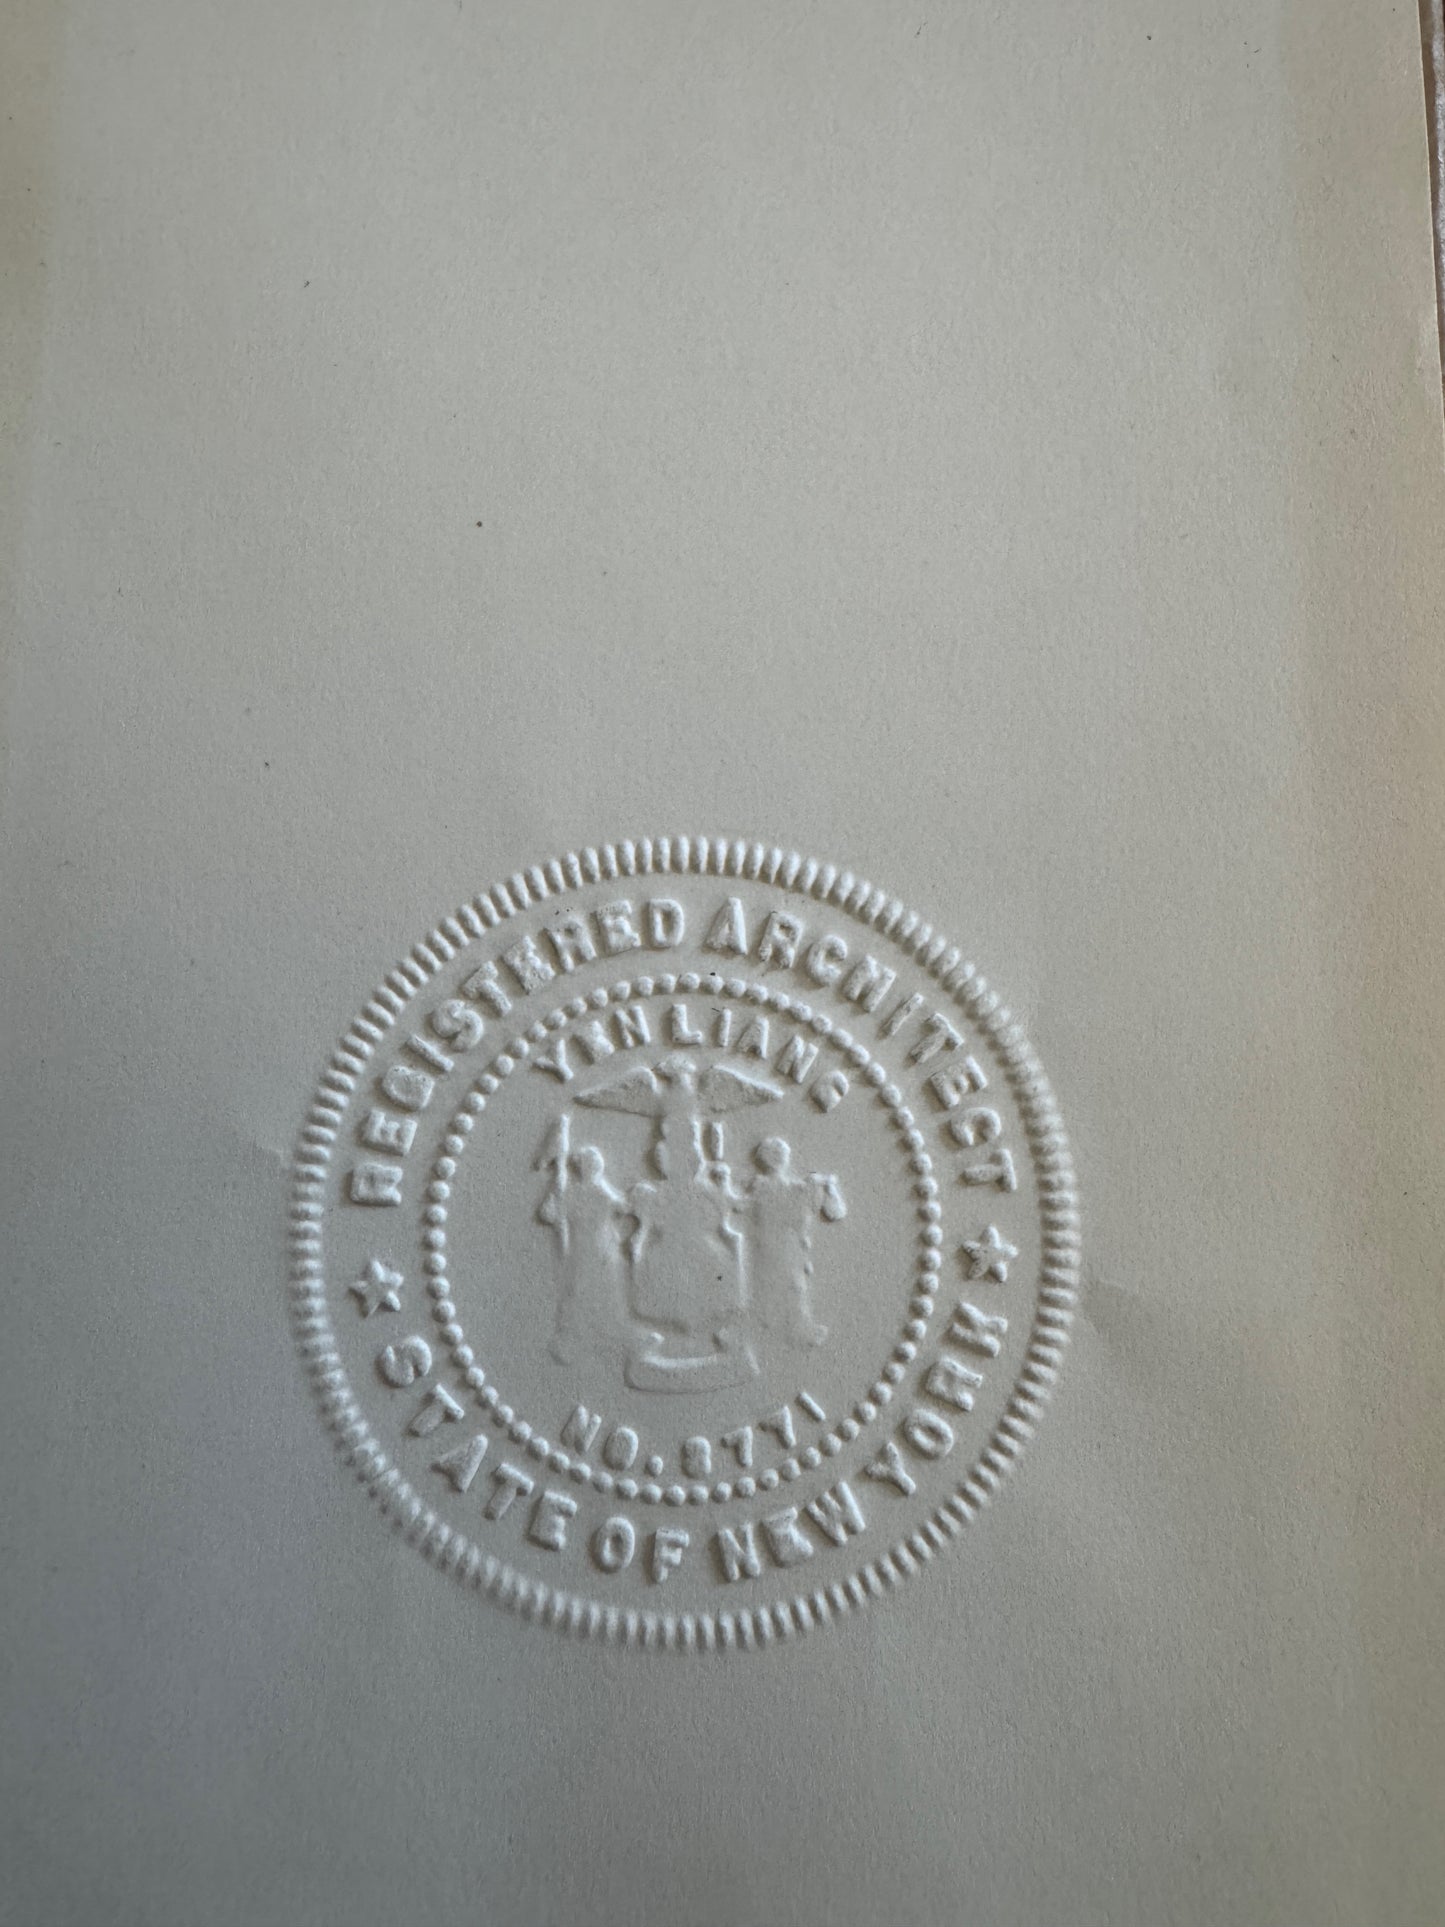 REGISTERED ARCHITECT
YEN LIANG
NO. 8771
STATE OF NEW YORK